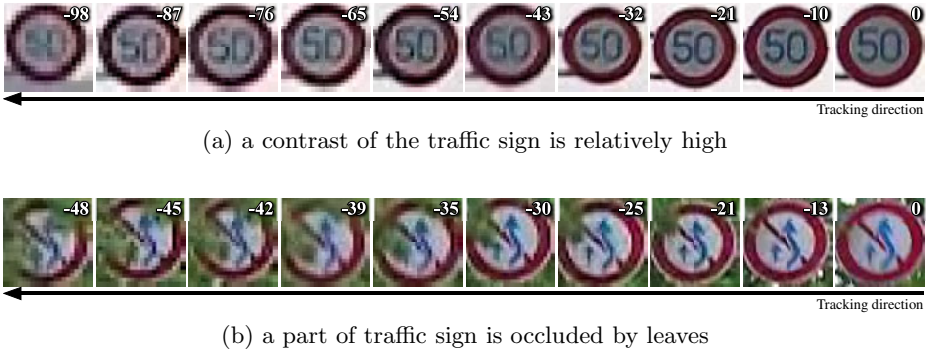 -98 -87 -76 -65 -54 -43 -32 -21 -10 0
50 50 50 50 50 50 50 50 50 50
Tracking direction
(a) a contrast of the traffic sign is relatively high
-48 -45 -42 -39 -35 -30 -25 -21 -13 0
Tracking direction
(b) a part of traffic sign is occluded by leaves